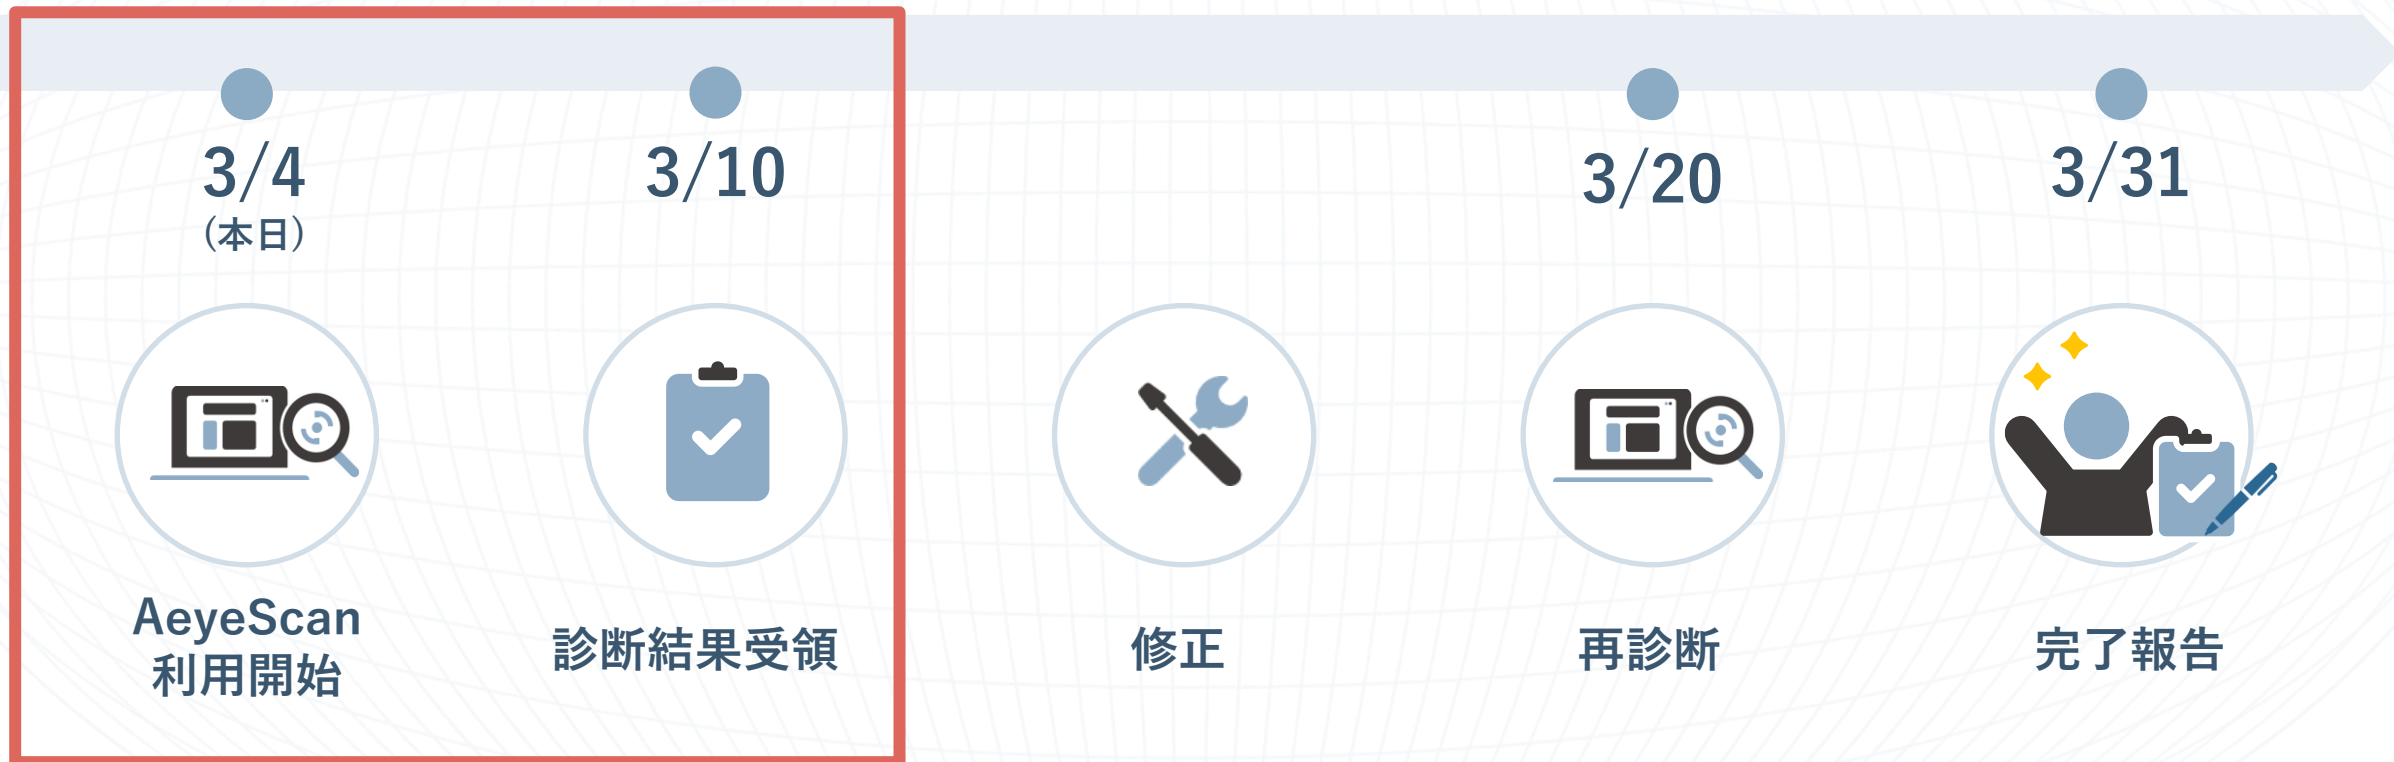 3/4
（本日）
AeyeScan
利用開始
3/10
診断結果受領
修正
3/20
再診断
3/31
完了報告